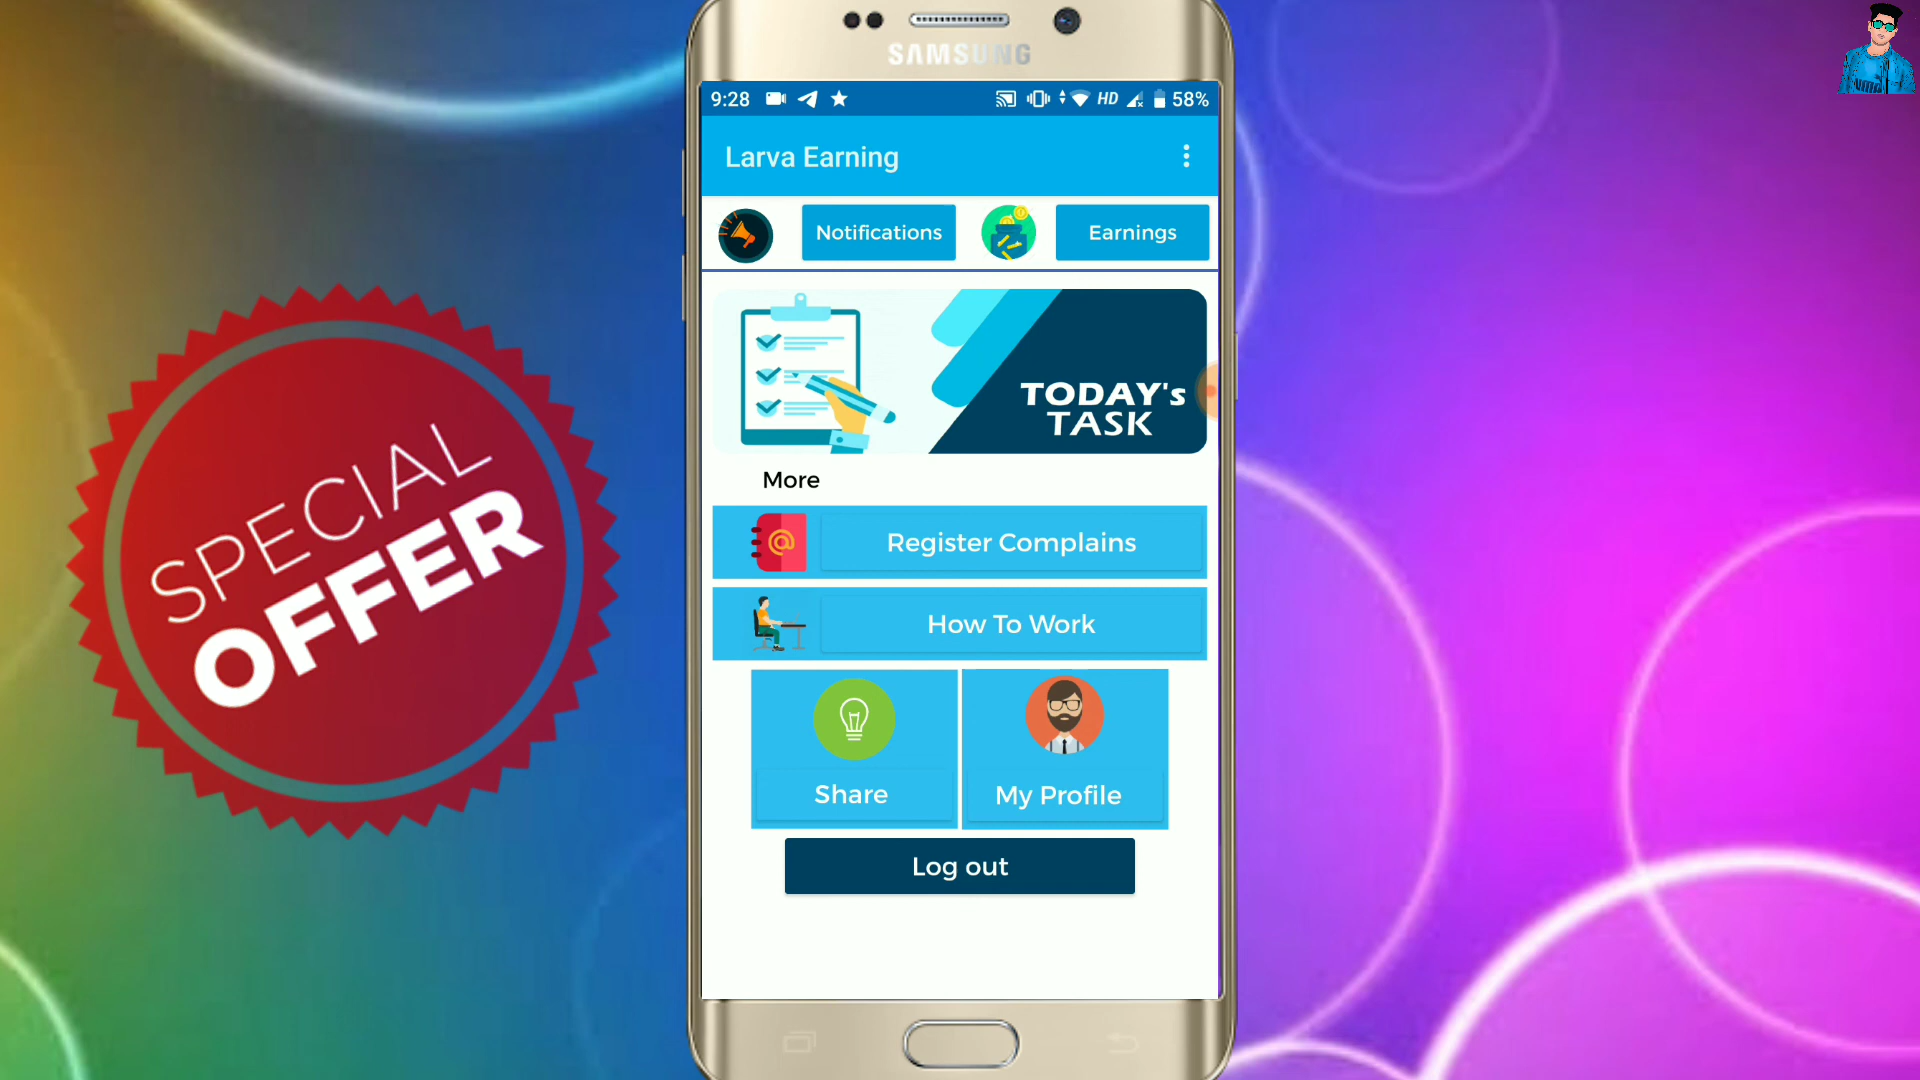 SAMSUNG
9:28
HD
58%
Larva Earning
Notifications
Earnings
TODAY's
TASK
More
Register Complains
How To Work
Share
My Profile
Log out
SPECIAL
OFFER